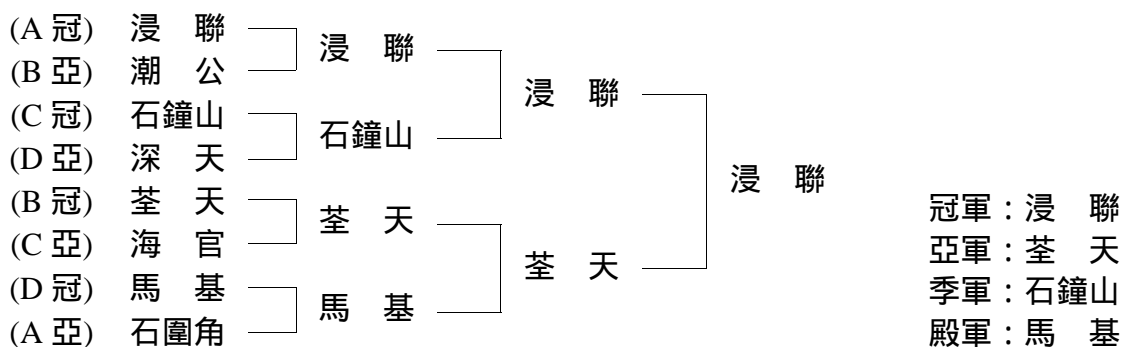 (A 冠) 浸 聯
(B 亞) 潮 公
(C 冠) 石鐘山
(D 亞) 深 天
(B 冠) 荃 天
(C 亞) 海 官
(D 冠) 馬 基
(A 亞) 石圍角
浸 聯
石鐘山
荃 天
馬 基
浸 聯
荃 天
浸 聯
冠軍：浸 聯
亞軍：荃 天
季軍：石鐘山
殿軍：馬 基